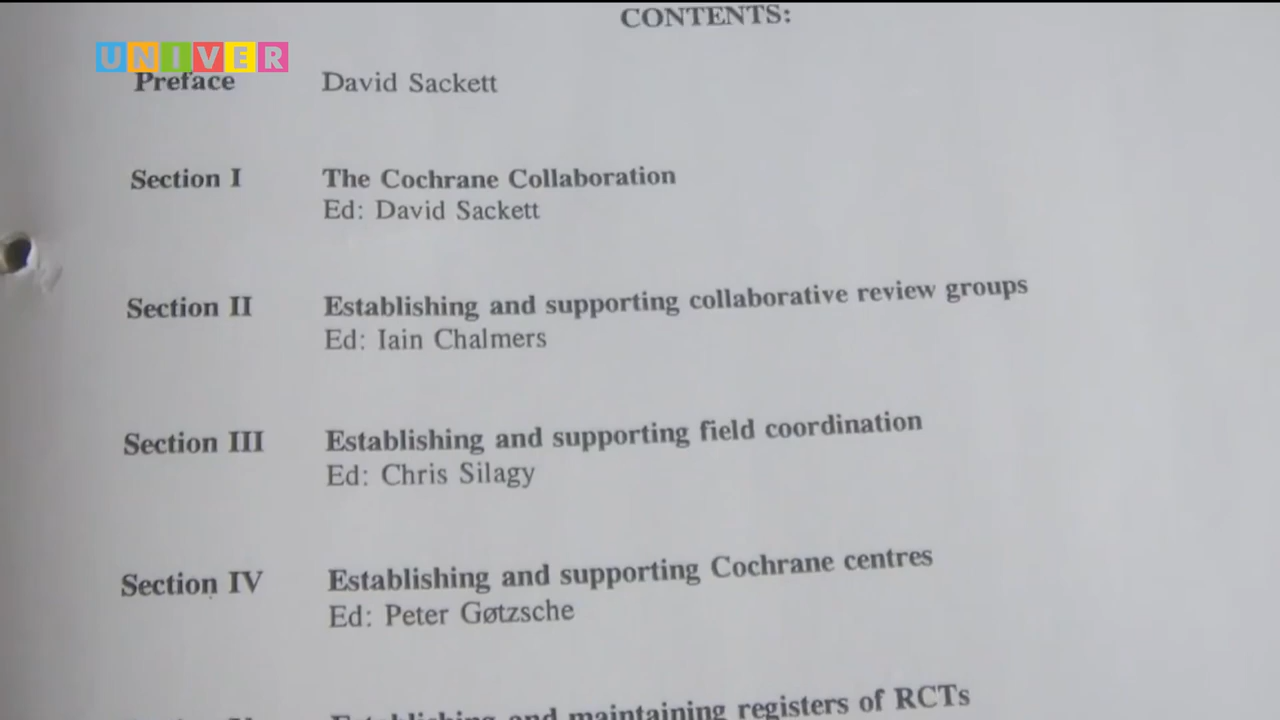 CONTENTS:
UNIVER
Preface David Sackett
Section I The Cochrane Collaboration
Ed: David Sackett
Section II Establishing and supporting collaborative review groups
Ed: Iain Chalmers
Section III Establishing and supporting field coordination
Ed: Chris Silagy
Section IV Establishing and supporting Cochrane centres
Ed: Peter Gøtzsche
Establishing and maintaining registers of RCTs